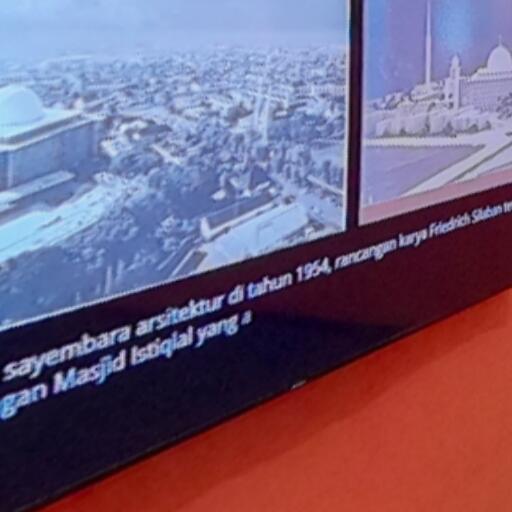 sayembara arsitektur di tahun 1954, rancangan karya Friedrich Silaban
gan Masjid Istiqlal yang a